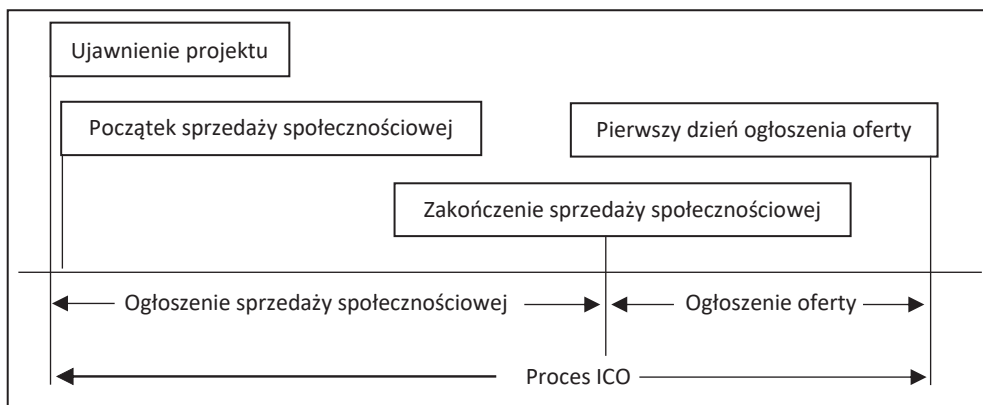 Ujawnienie projektu
Początek sprzedaży społecznościowej
Pierwszy dzień ogłoszenia oferty
Zakończenie sprzedaży społecznościowej
Ogłoszenie sprzedaży społecznościowej
Ogłoszenie oferty
Proces ICO